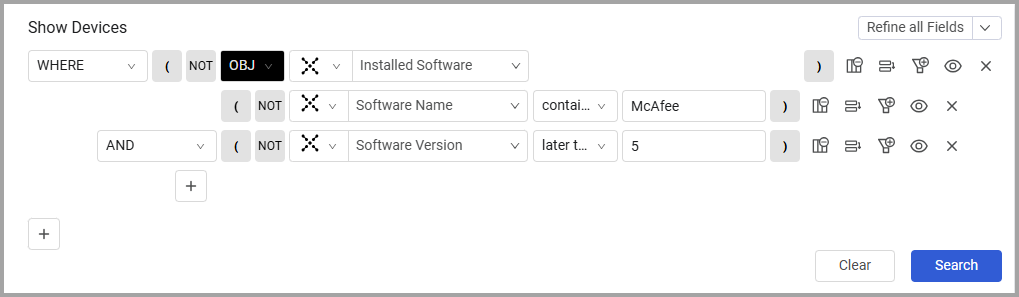 Show Devices
Refine all Fields
WHERE ( NOT OBJ Installed Software )
( NOT Software Name contai... McAfee )
AND ( NOT Software Version later t... 5 )
+
+
Clear Search